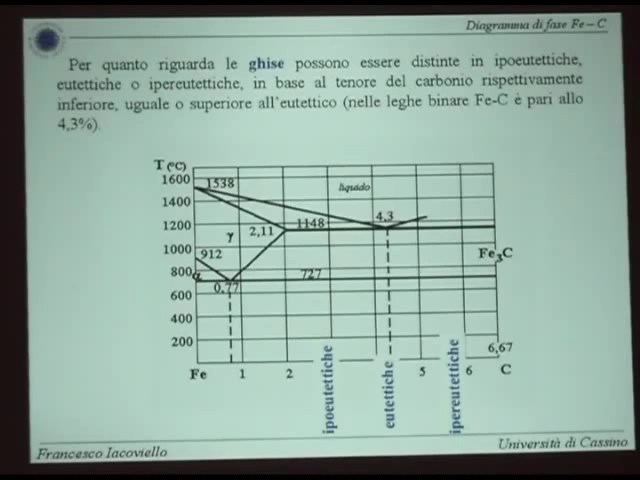 Diagramma di fase Fe – C
Per quanto riguarda le ghise possono essere distinte in ipoeutettiche,
eutettiche o ipereutettiche, in base al tenore del carbonio rispettivamente
inferiore, uguale o superiore all'eutettico (nelle leghe binare Fe-C è pari allo
4,3%).
T (°C)
1600
1538
liquido
1400
4,3
1200
2,11
1148
γ
1000
912
Fe3C
800
α
727
0,77
600
400
200
6,67
Fe
1
2
5
6
C
ipoeutettiche
eutettiche
ipereutettiche
Francesco Iacoviello
Università di Cassino